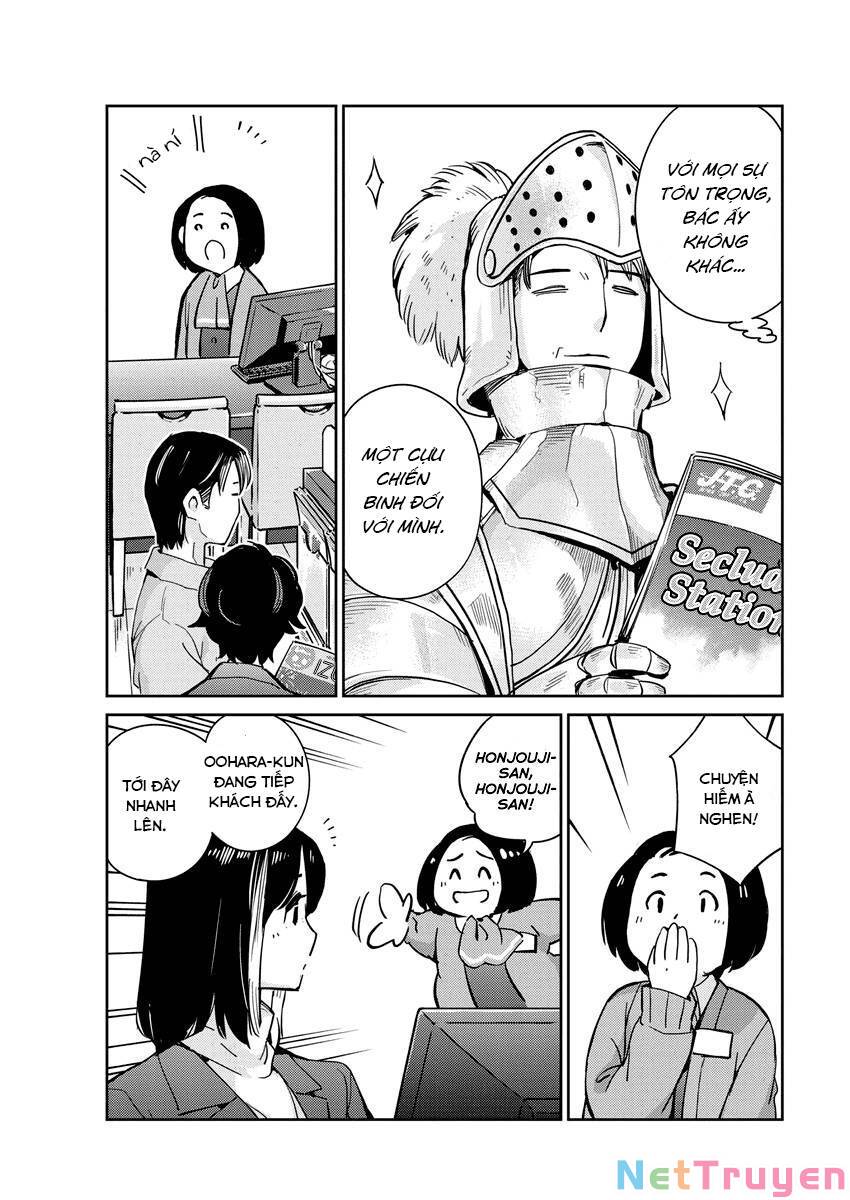 VỚI MỌI SỰ
TÔN TRỌNG,
BÁC ẤY
KHÔNG
KHÁC...
MỘT CỰU
CHIẾN
BINH ĐỐI
VỚI MÌNH.
J.T.C.
Seclud
Station
nà ní
IZU
CHUYỆN
HIẾM À
NGHEN!
HONJOUJI-
SAN,
HONJOUJI-
SAN!
OOHARA-KUN
ĐANG TIẾP
KHÁCH ĐẤY.
TỚI ĐÂY
NHANH
LÊN.
NetTruyen